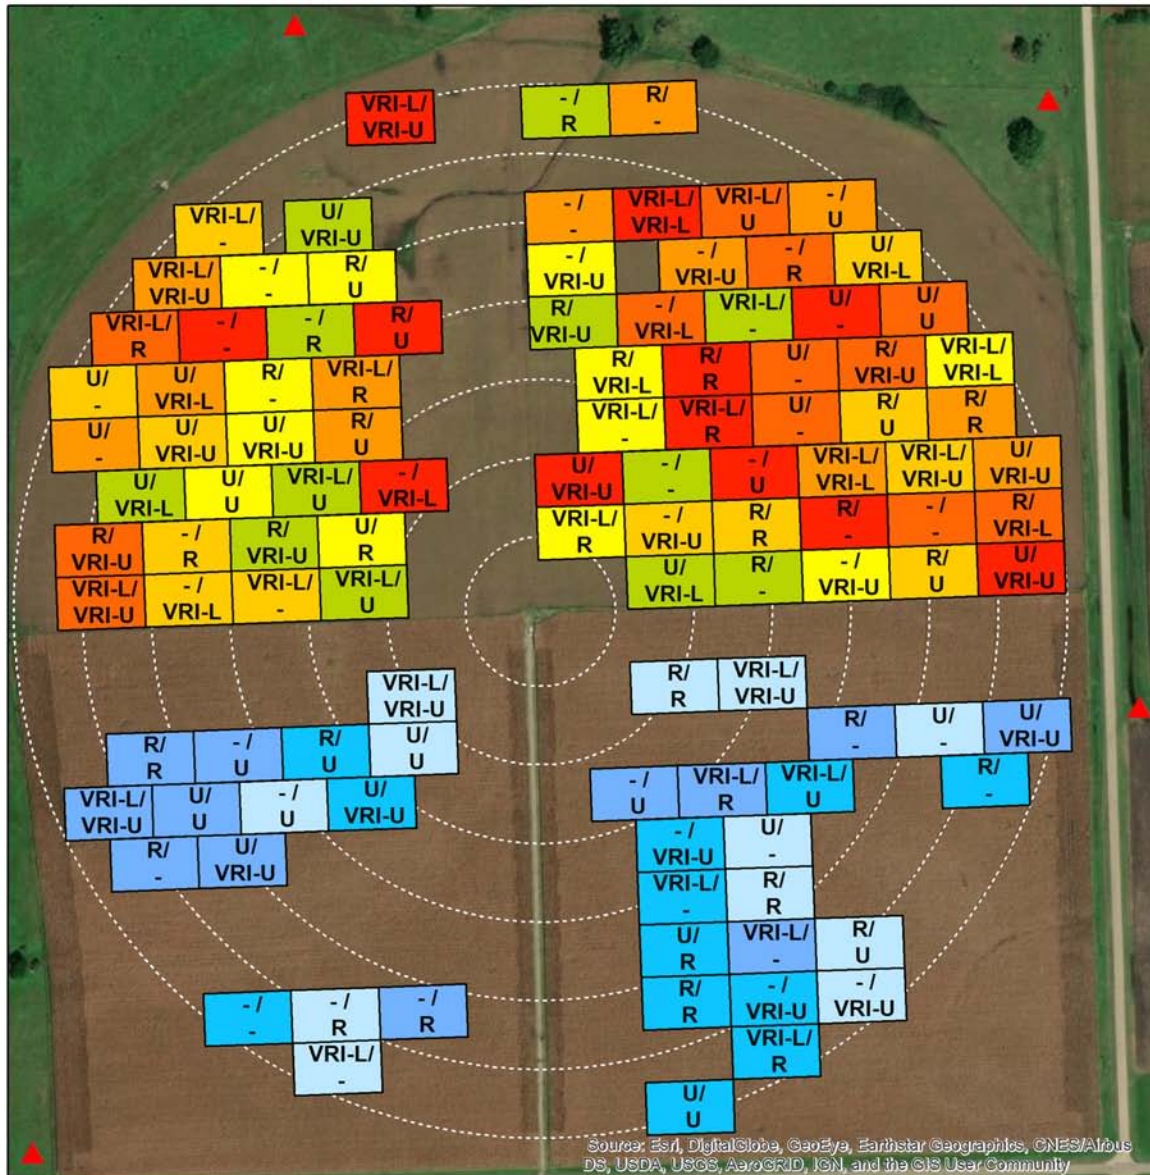 VRI-L/
VRI-U
- /
R
R/
-
VRI-L/
-
U/
VRI-U
- /
-
VRI-L/
VRI-L
VRI-L/
U
- /
U
VRI-L/
VRI-U
- /
-
R/
U
- /
VRI-U
- /
VRI-U
- /
R
U/
VRI-L
VRI-L/
R
- /
-
- /
R
R/
U
R/
VRI-U
- /
VRI-L
VRI-L/
-
U/
-
U/
U
U/
-
U/
VRI-L
R/
-
VRI-L/
R
R/
VRI-L
R/
R
U/
-
R/
VRI-U
VRI-L/
VRI-L
U/
-
U/
VRI-U
U/
VRI-U
R/
U
VRI-L/
-
VRI-L/
R
U/
-
R/
U
R/
R
U/
VRI-L
U/
U
VRI-L/
U
- /
VRI-L
U/
VRI-U
- /
-
- /
U
VRI-L/
VRI-L
VRI-L/
VRI-U
U/
VRI-U
R/
VRI-U
- /
R
R/
VRI-U
U/
R
VRI-L/
R
- /
VRI-U
R/
R
R/
-
- /
-
R/
VRI-L
VRI-L/
VRI-U
- /
VRI-L
VRI-L/
-
VRI-L/
U
U/
VRI-L
R/
-
- /
VRI-U
R/
U
U/
VRI-U
VRI-L/
VRI-U
R/
R
VRI-L/
VRI-U
R/
R
- /
U
R/
U
U/
U
R/
-
U/
-
U/
VRI-U
VRI-L/
VRI-U
U/
U
- /
U
U/
VRI-U
- /
U
VRI-L/
R
VRI-L/
U
R/
-
R/
-
U/
VRI-U
- /
VRI-U
U/
-
VRI-L/
-
R/
R
U/
R
VRI-L/
-
R/
U
- /
-
- /
R
- /
R
R/
R
- /
VRI-U
- /
VRI-U
VRI-L/
-
VRI-L/
R
U/
U
Source: Esri, DigitalGlobe, GeoEye, Earthstar Geographics, CNES/Airbus
DS, USDA, USGS, AeroGRID, IGN, and the GIS User Community